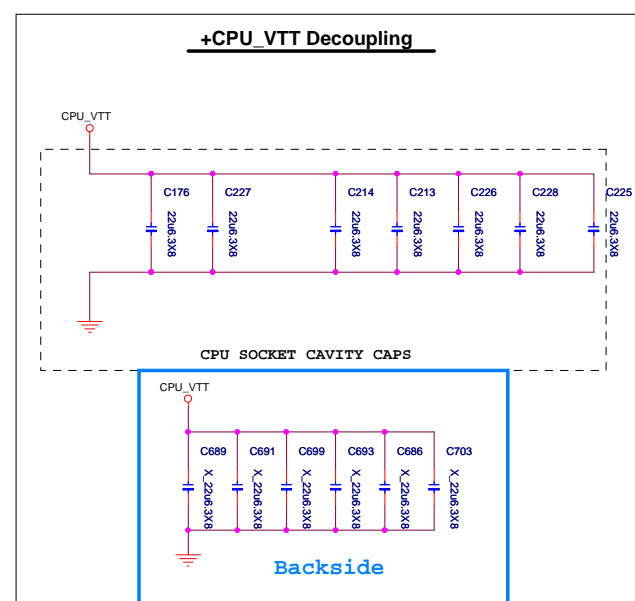 +CPU_VTT Decoupling
CPU_VTT
C176
C227
C214
C213
C226
C228
C225
22u6.3X8
22u6.3X8
22u6.3X8
22u6.3X8
22u6.3X8
22u6.3X8
22u6.3X8
CPU SOCKET CAVITY CAPS
CPU_VTT
C689
C691
C699
C693
C686
C703
X_22u6.3X8
X_22u6.3X8
X_22u6.3X8
X_22u6.3X8
X_22u6.3X8
X_22u6.3X8
Backside